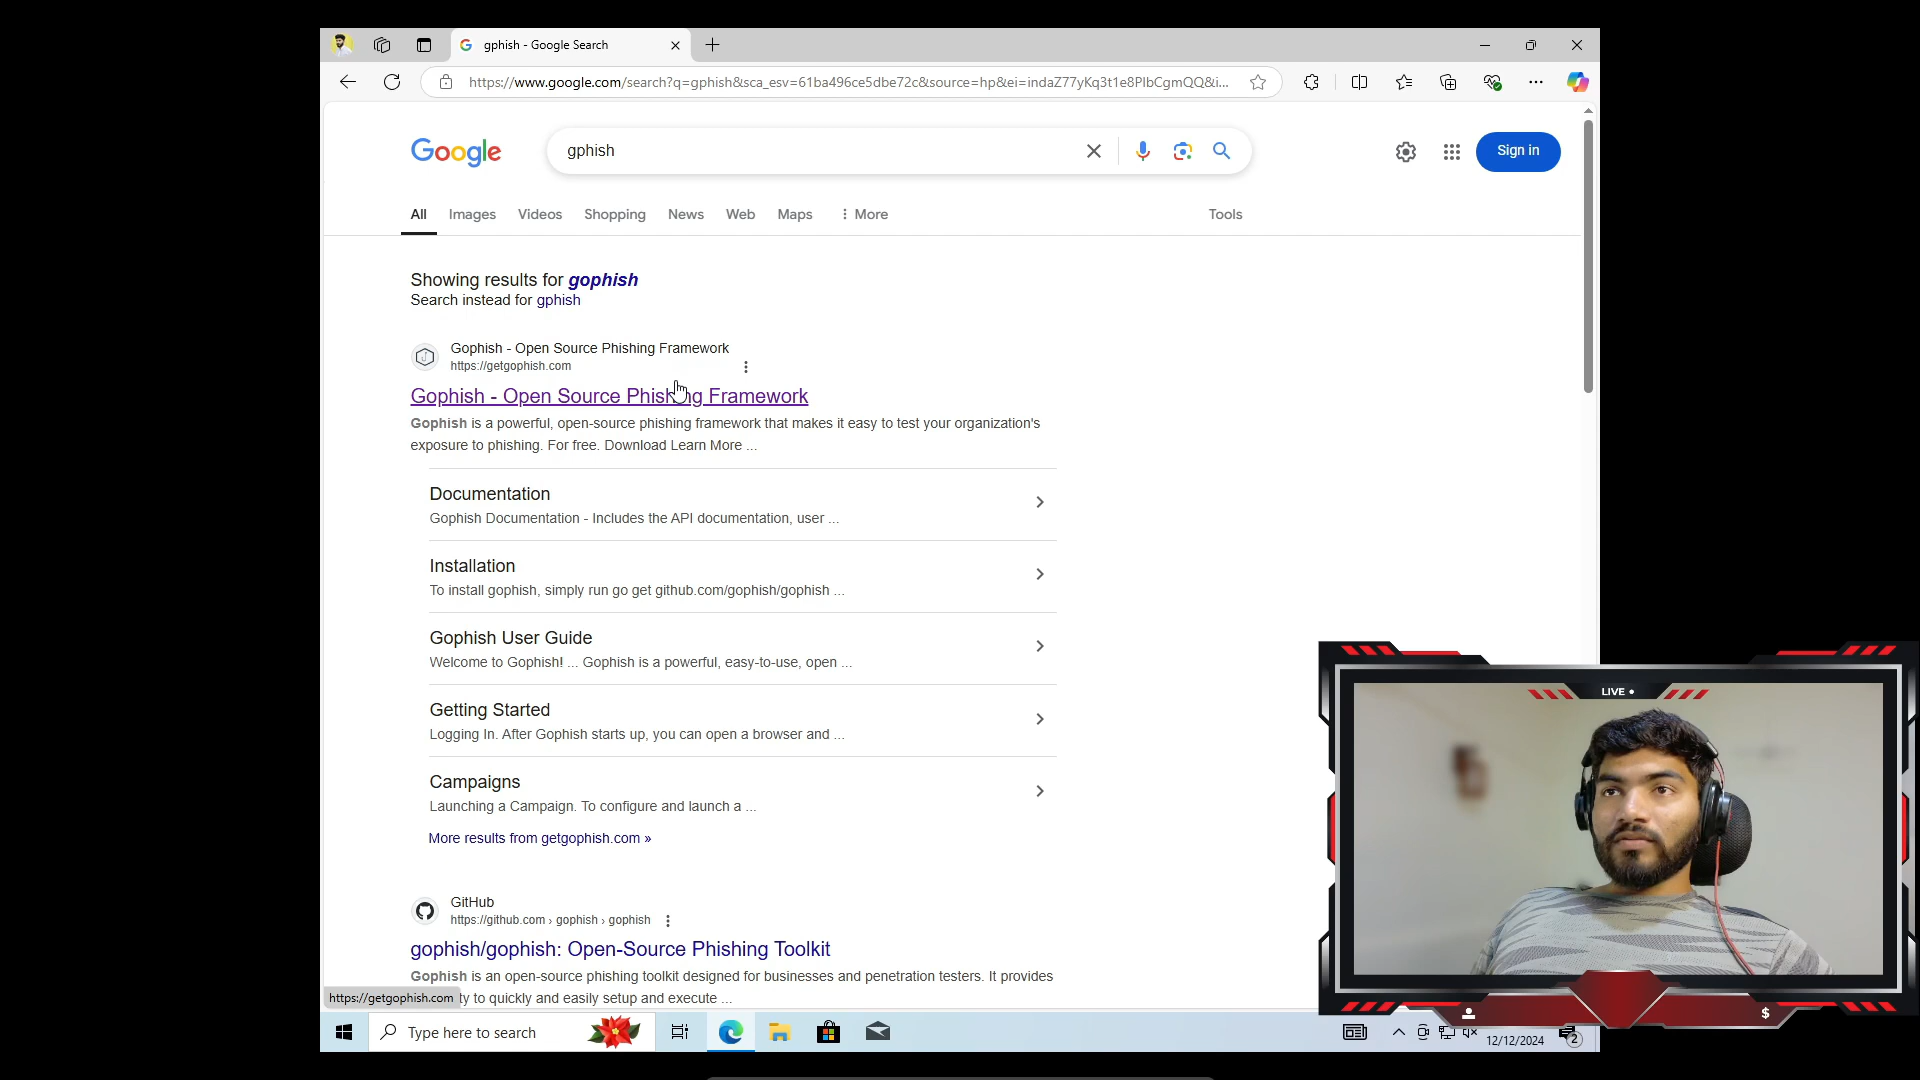 gphish - Google Search
https://www.google.com/search?q=gphish&sca_esv=61ba496ce5dbe72c&source=hp&ei=indaZ77yKq3t1e8PlbCgmQQ&i...
Google
gphish
Sign in
All Images Videos Shopping News Web Maps More
Tools
Showing results for gophish
Search instead for gphish
Gophish - Open Source Phishing Framework
https://getgophish.com
Gophish - Open Source Phishing Framework
Gophish is a powerful, open-source phishing framework that makes it easy to test your organization's
exposure to phishing. For free. Download Learn More ...
Documentation
Gophish Documentation - Includes the API documentation, user ...
Installation
To install gophish, simply run go get github.com/gophish/gophish ...
Gophish User Guide
Welcome to Gophish! ... Gophish is a powerful, easy-to-use, open ...
Getting Started
Logging In. After Gophish starts up, you can open a browser and ...
Campaigns
Launching a Campaign. To configure and launch a ...
More results from getgophish.com »
GitHub
https://github.com › gophish › gophish
gophish/gophish: Open-Source Phishing Toolkit
Gophish is an open-source phishing toolkit designed for businesses and penetration testers. It provides
ty to quickly and easily setup and execute ...
https://getgophish.com
LIVE
$
Type here to search
12/12/2024
2